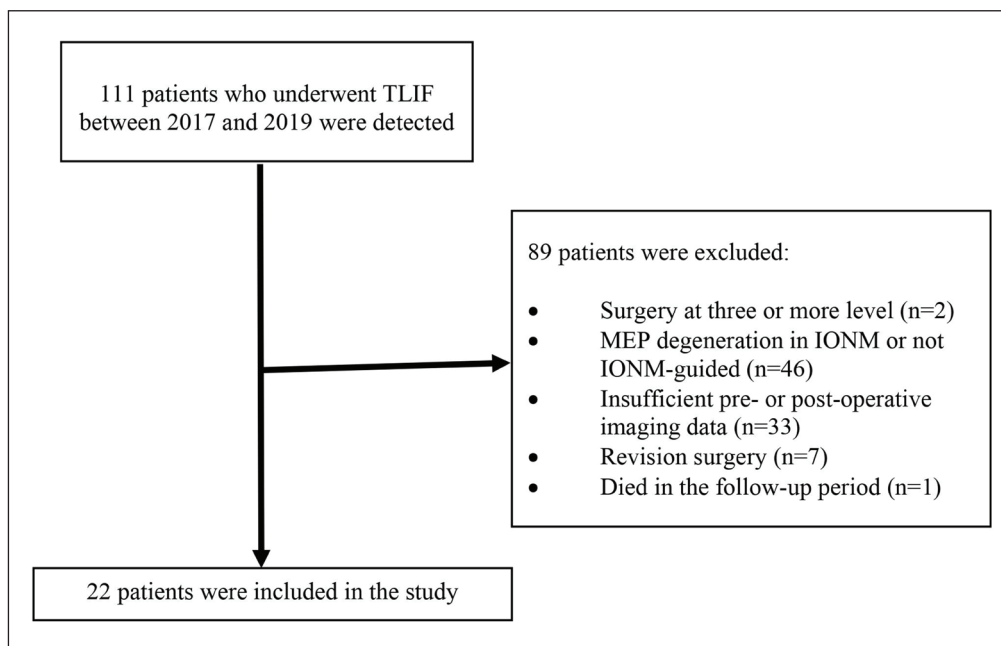 111 patients who underwent TLIF
between 2017 and 2019 were detected
89 patients were excluded:
• Surgery at three or more level (n=2)
• MEP degeneration in IONM or not
IONM-guided (n=46)
• Insufficient pre- or post-operative
imaging data (n=33)
• Revision surgery (n=7)
• Died in the follow-up period (n=1)
22 patients were included in the study